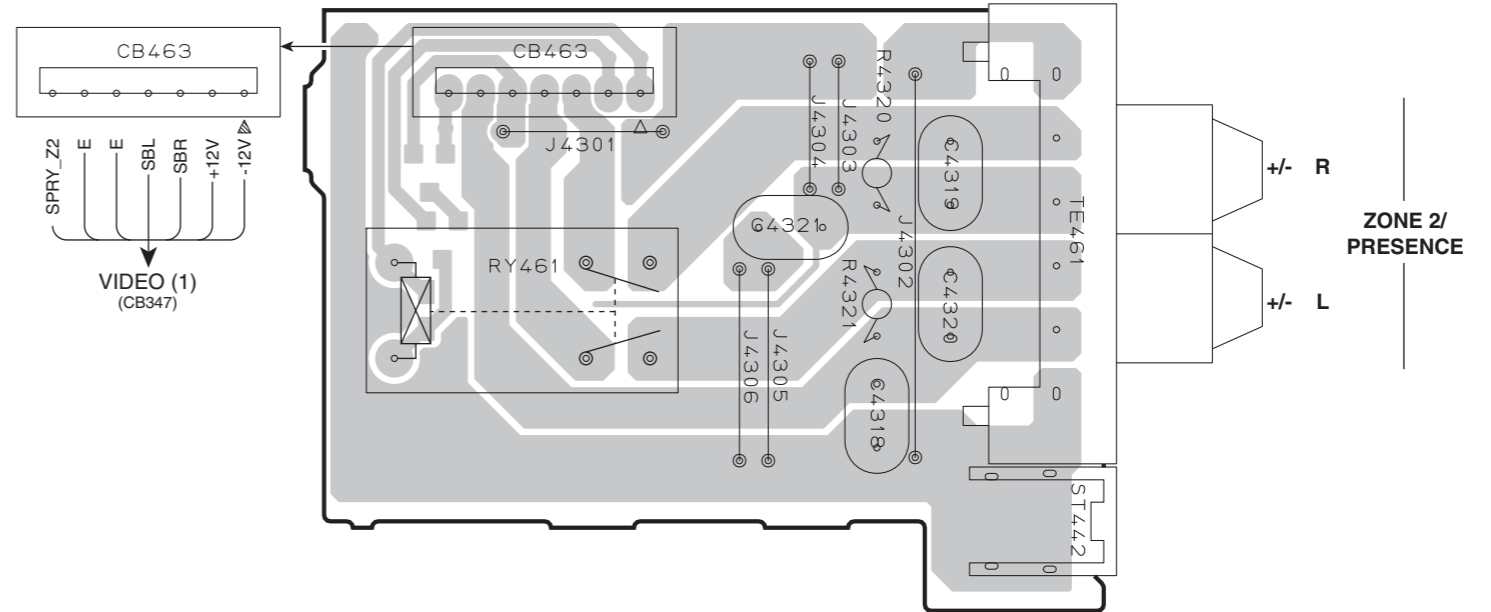 CB463
CB463
SPRY_Z2
E
E
SBL
SBR
+12V
-12V
VIDEO (1)
(CB347)
J4301
J4304
J4303
R4320
C4319
J4302
TE461
C4321
RY461
R4321
C4320
J4306
J4305
C4318
ST442
+/- R
+/- L
ZONE 2/
PRESENCE